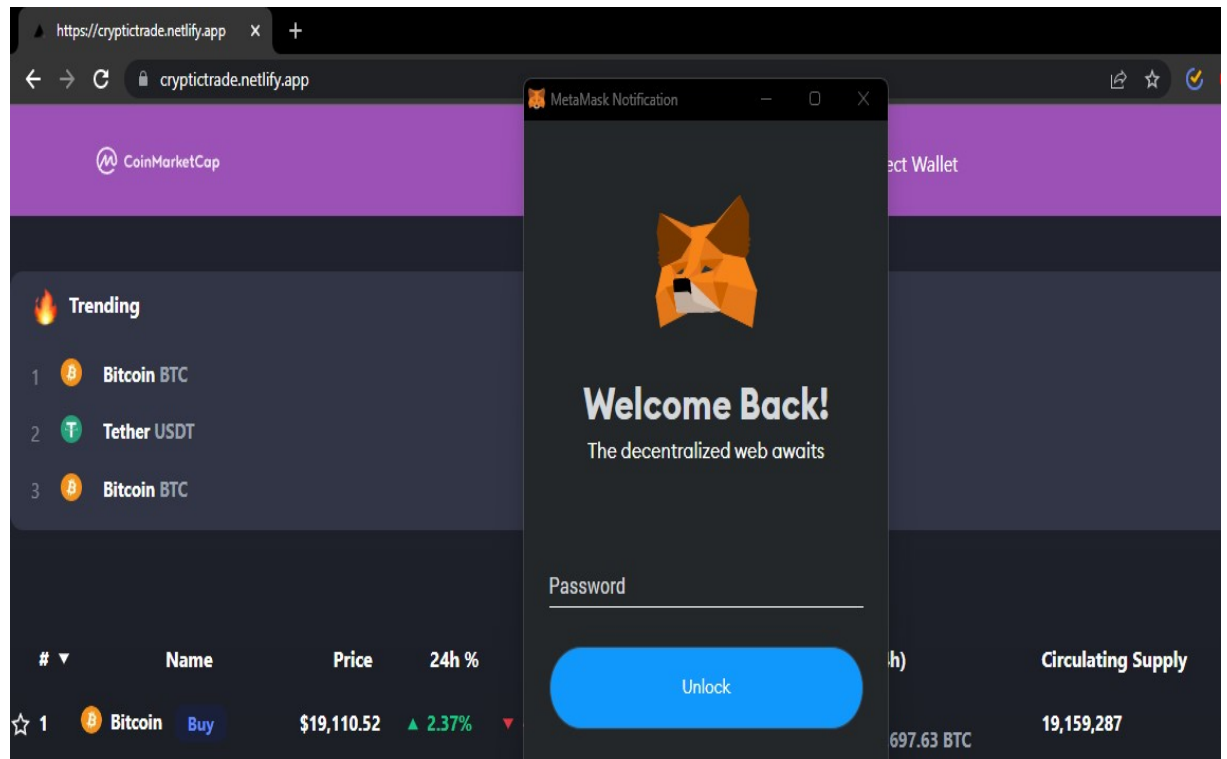 https://cryptictrade.netlify.app
cryptictrade.netlify.app
MetaMask Notification
CoinMarketCap
ect Wallet
Trending
1 Bitcoin BTC
2 Tether USDT
3 Bitcoin BTC
Welcome Back!
The decentralized web awaits
Password
Unlock
# ▼ Name Price 24h % h) Circulating Supply
1 Bitcoin Buy $19,110.52 ▲ 2.37% ▼ 19,159,287
697.63 BTC